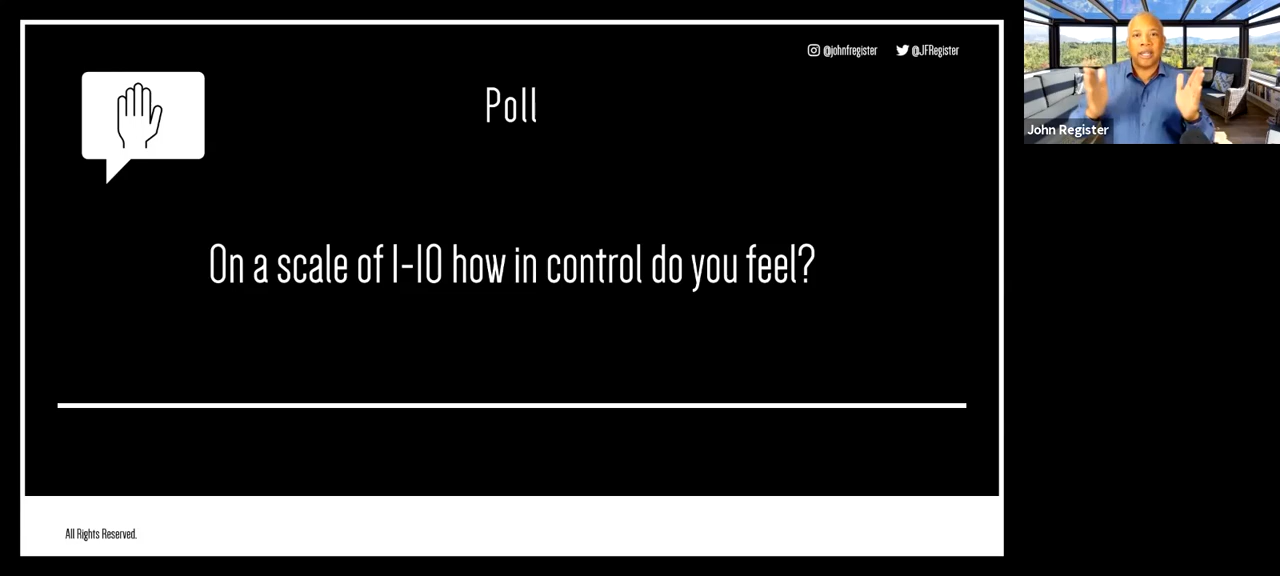 @johnfregister @JFRegister
Poll
On a scale of 1-10 how in control do you feel?
All Rights Reserved.
John Register